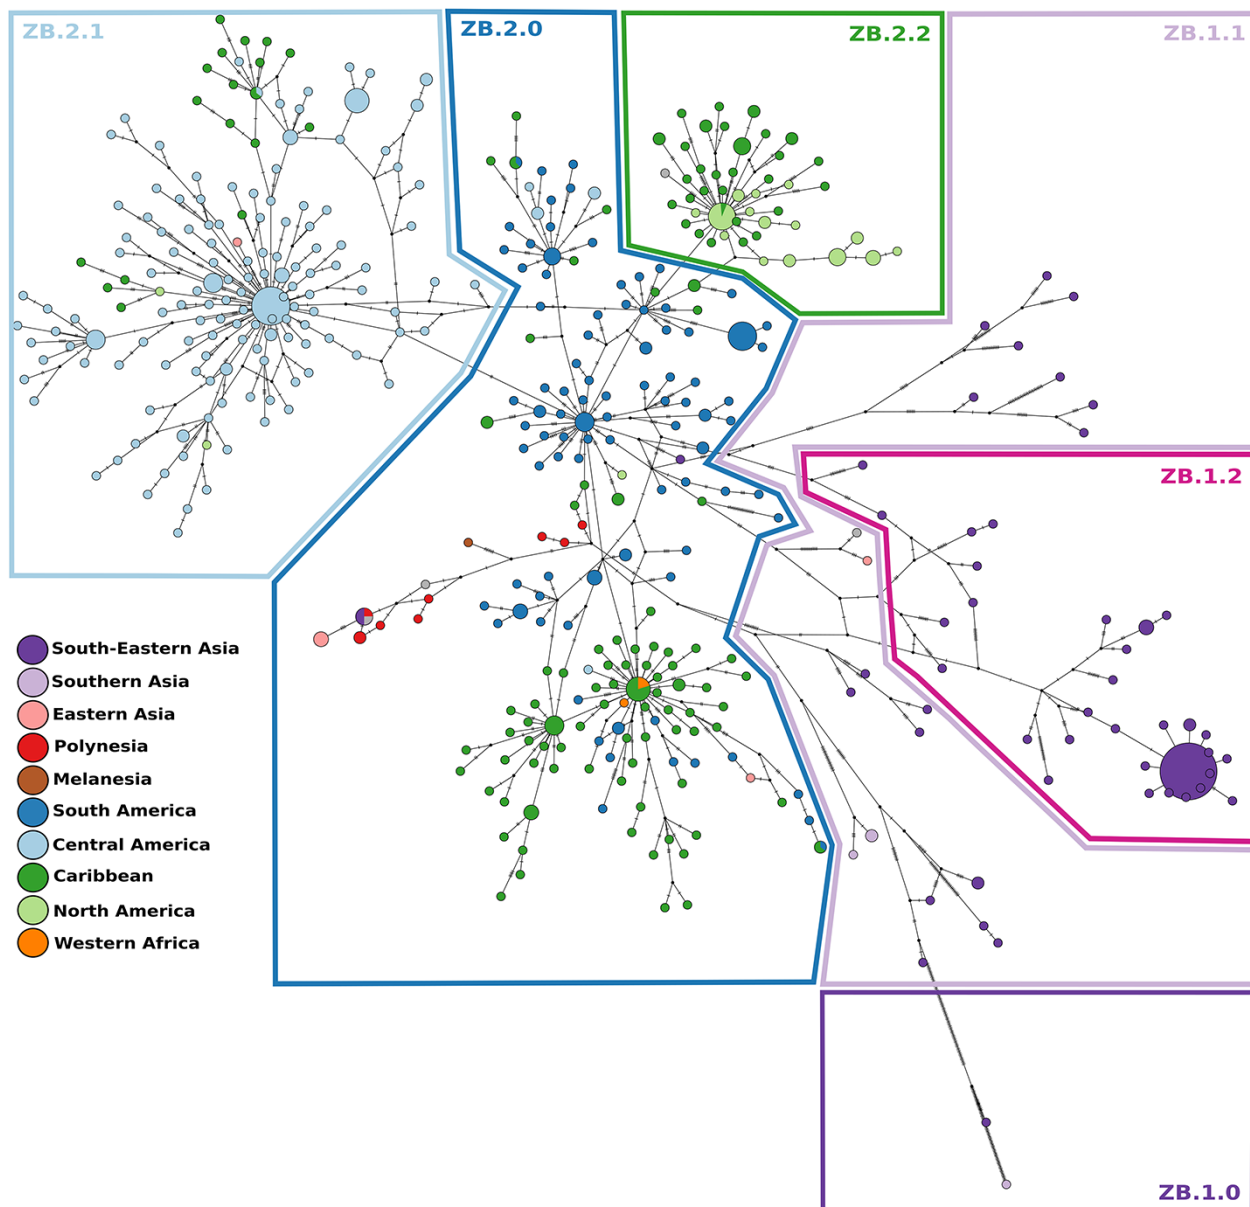 ZB.2.1
ZB.2.0
ZB.2.2
ZB.1.1
ZB.1.2
South-Eastern Asia
Southern Asia
Eastern Asia
Polynesia
Melanesia
South America
Central America
Caribbean
North America
Western Africa
ZB.1.0